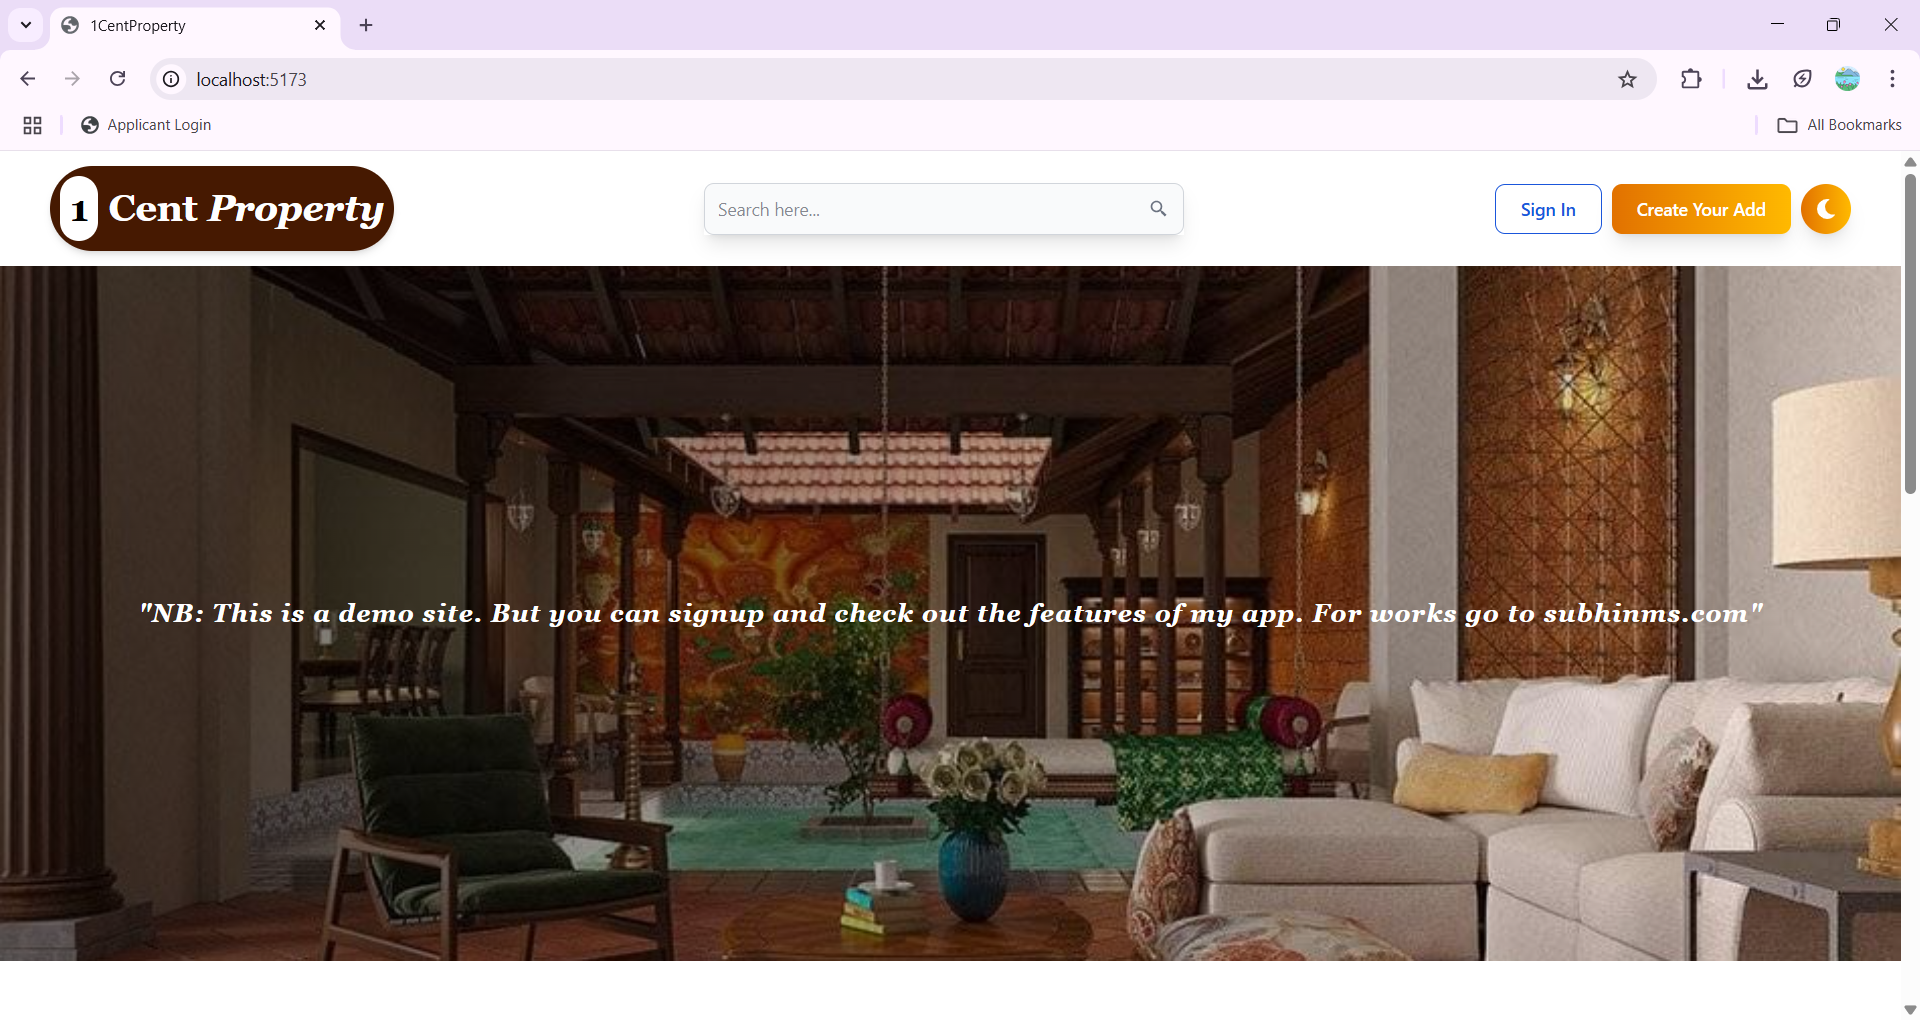 1CentProperty
localhost:5173
Applicant Login
All Bookmarks
1 Cent Property
Search here...
Sign In
Create Your Add
"NB: This is a demo site. But you can signup and check out the features of my app. For works go to subhinms.com"